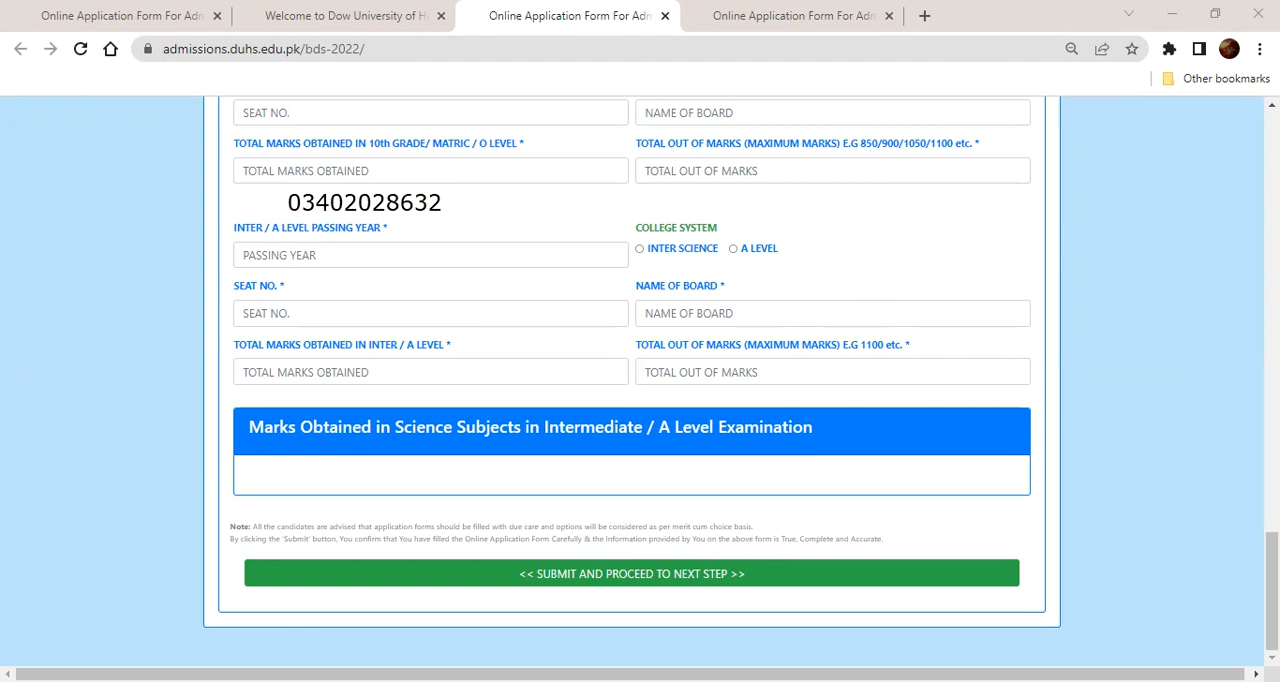 Online Application Form For Adm
Welcome to Dow University of H
Online Application Form For Adm
Online Application Form For Adm
admissions.duhs.edu.pk/bds-2022/
Other bookmarks
SEAT NO.
NAME OF BOARD
TOTAL MARKS OBTAINED IN 10th GRADE/ MATRIC / O LEVEL *
TOTAL OUT OF MARKS (MAXIMUM MARKS) E.G 850/900/1050/1100 etc. *
TOTAL MARKS OBTAINED
TOTAL OUT OF MARKS
03402028632
INTER / A LEVEL PASSING YEAR *
COLLEGE SYSTEM
PASSING YEAR
INTER SCIENCE
A LEVEL
SEAT NO. *
NAME OF BOARD *
SEAT NO.
NAME OF BOARD
TOTAL MARKS OBTAINED IN INTER / A LEVEL *
TOTAL OUT OF MARKS (MAXIMUM MARKS) E.G 1100 etc. *
TOTAL MARKS OBTAINED
TOTAL OUT OF MARKS
Marks Obtained in Science Subjects in Intermediate / A Level Examination
Note: All the candidates are advised that application forms should be filled with due care and options will be considered as per merit cum choice basis.
By clicking the 'Submit' button, You confirm that You have filled the Online Application Form Carefully & the Information provided by You on the above form is True, Complete and Accurate.
<< SUBMIT AND PROCEED TO NEXT STEP >>